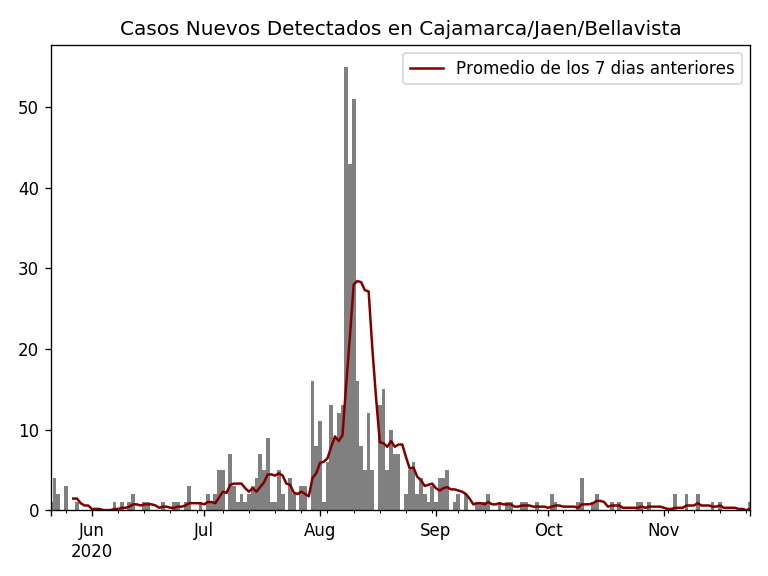 Casos Nuevos Detectados en Cajamarca/Jaen/Bellavista
Promedio de los 7 dias anteriores
50
40
30
20
10
0
Jun Jul Aug Sep Oct Nov
2020